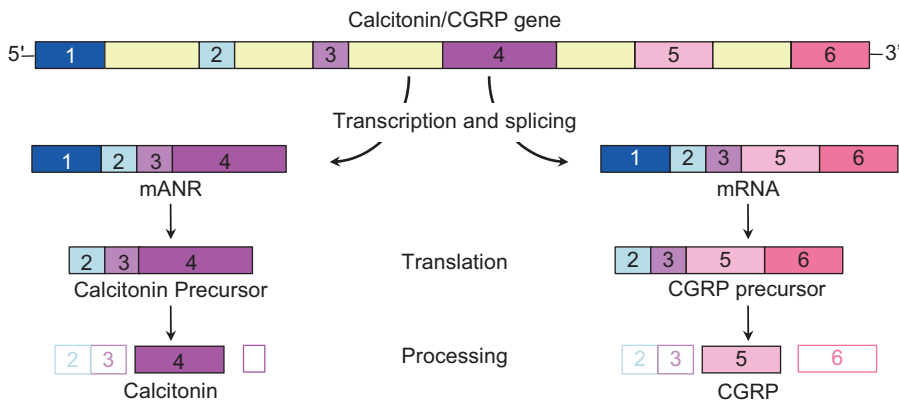 Calcitonin/CGRP gene
5' 1 2 3 4 5 6 3'
Transcription and splicing
1 2 3 4
mANR
1 2 3 5 6
mRNA
2 3 4
Calcitonin Precursor
Translation
2 3 5 6
CGRP precursor
2 3 4
Calcitonin
Processing
2 3 5 6
CGRP